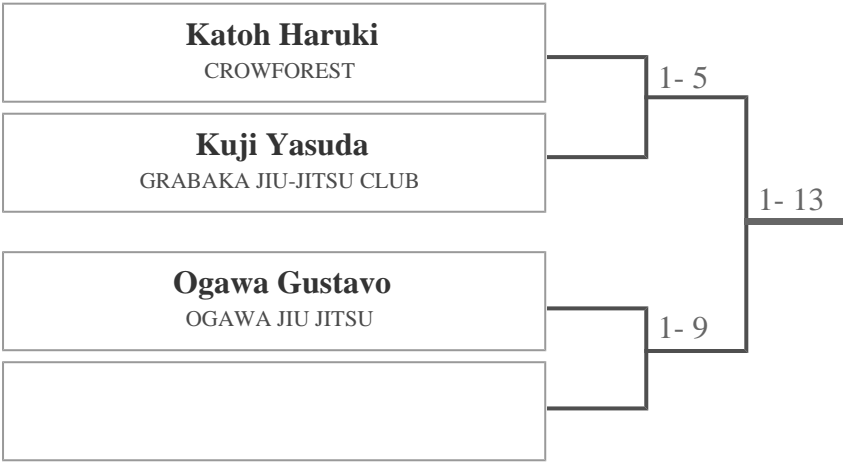 Katoh Haruki
CROWFOREST
1- 5
Kuji Yasuda
GRABAKA JIU-JITSU CLUB
1- 13
Ogawa Gustavo
OGAWA JIU JITSU
1- 9